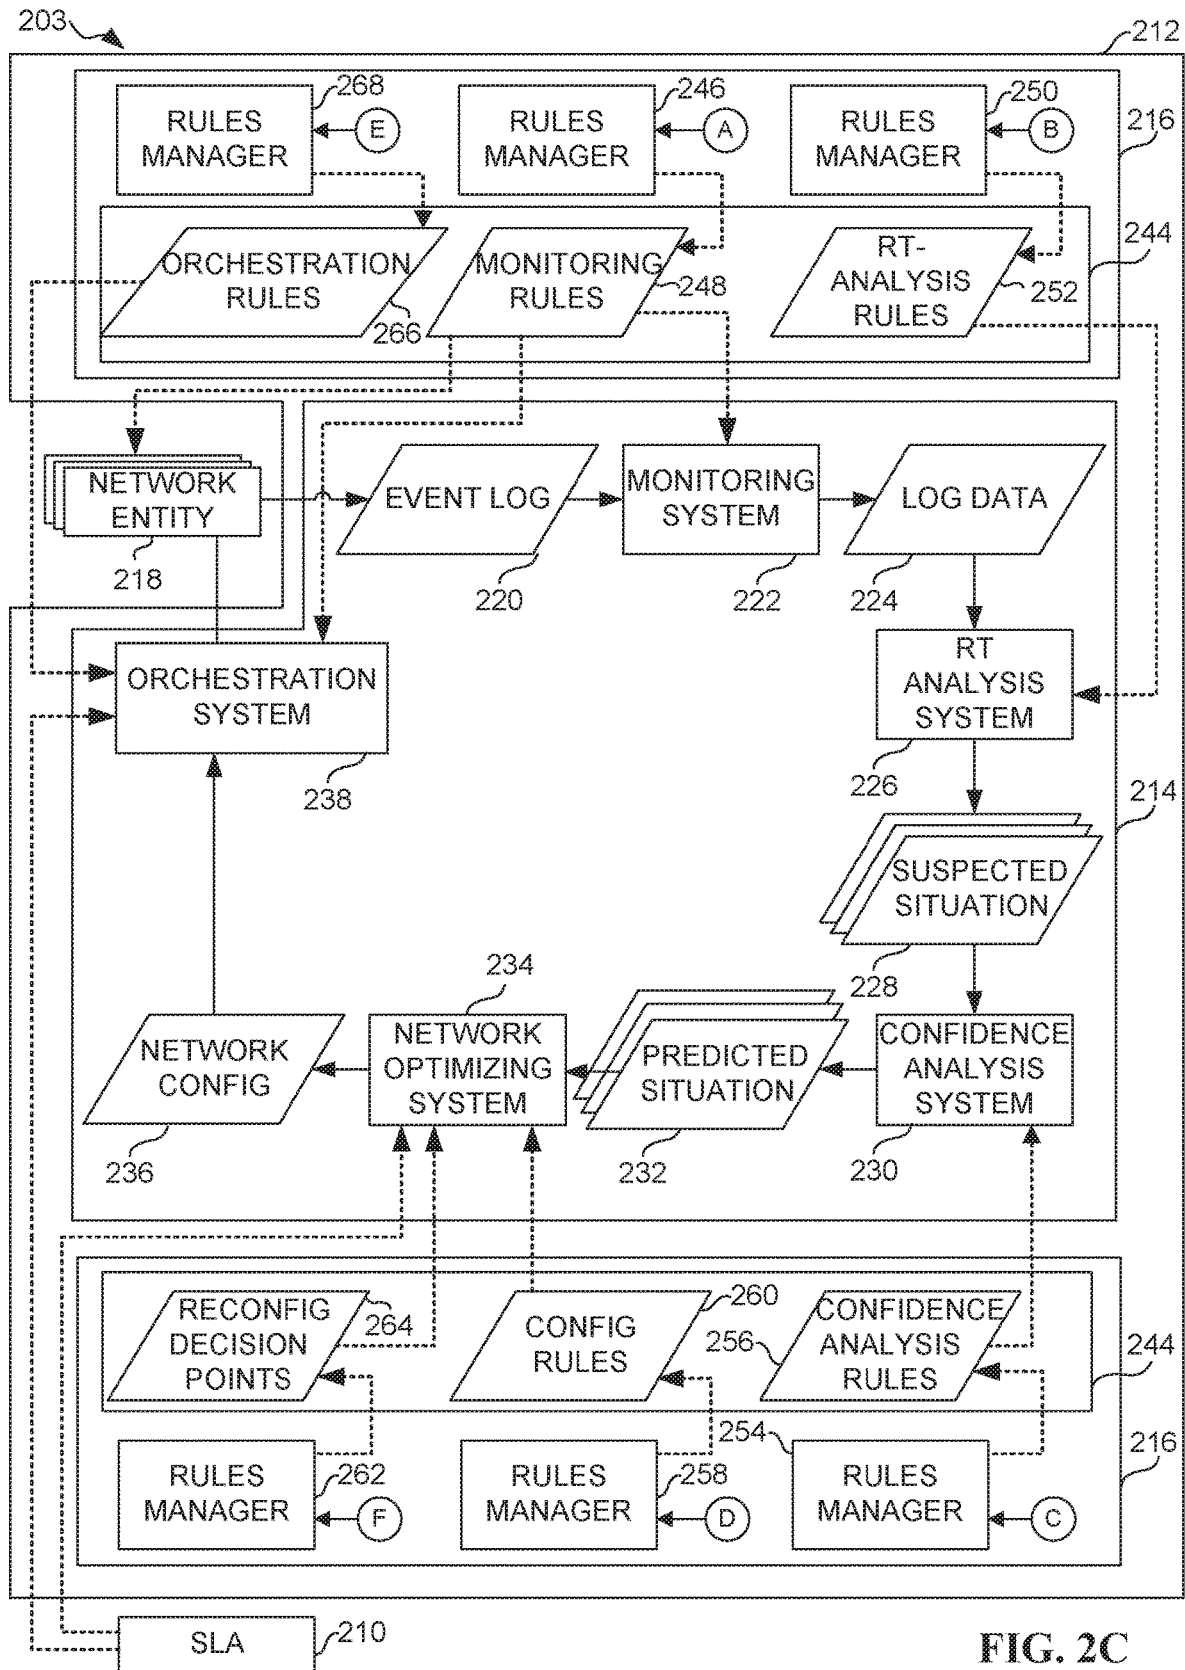 203
212
268
246
250
216
RULES
MANAGER
E
RULES
MANAGER
A
RULES
MANAGER
B
244
ORCHESTRATION
RULES
266
MONITORING
RULES
248
RT-
ANALYSIS
RULES
252
NETWORK
ENTITY
218
EVENT LOG
220
MONITORING
SYSTEM
222
LOG DATA
224
ORCHESTRATION
SYSTEM
238
RT
ANALYSIS
SYSTEM
226
214
SUSPECTED
SITUATION
228
234
NETWORK
CONFIG
236
NETWORK
OPTIMIZING
SYSTEM
PREDICTED
SITUATION
232
CONFIDENCE
ANALYSIS
SYSTEM
230
RECONFIG
DECISION
POINTS
264
CONFIG
RULES
260
256
CONFIDENCE
ANALYSIS
RULES
244
254
216
RULES
MANAGER
262
F
RULES
MANAGER
258
D
RULES
MANAGER
C
SLA
210
FIG. 2C